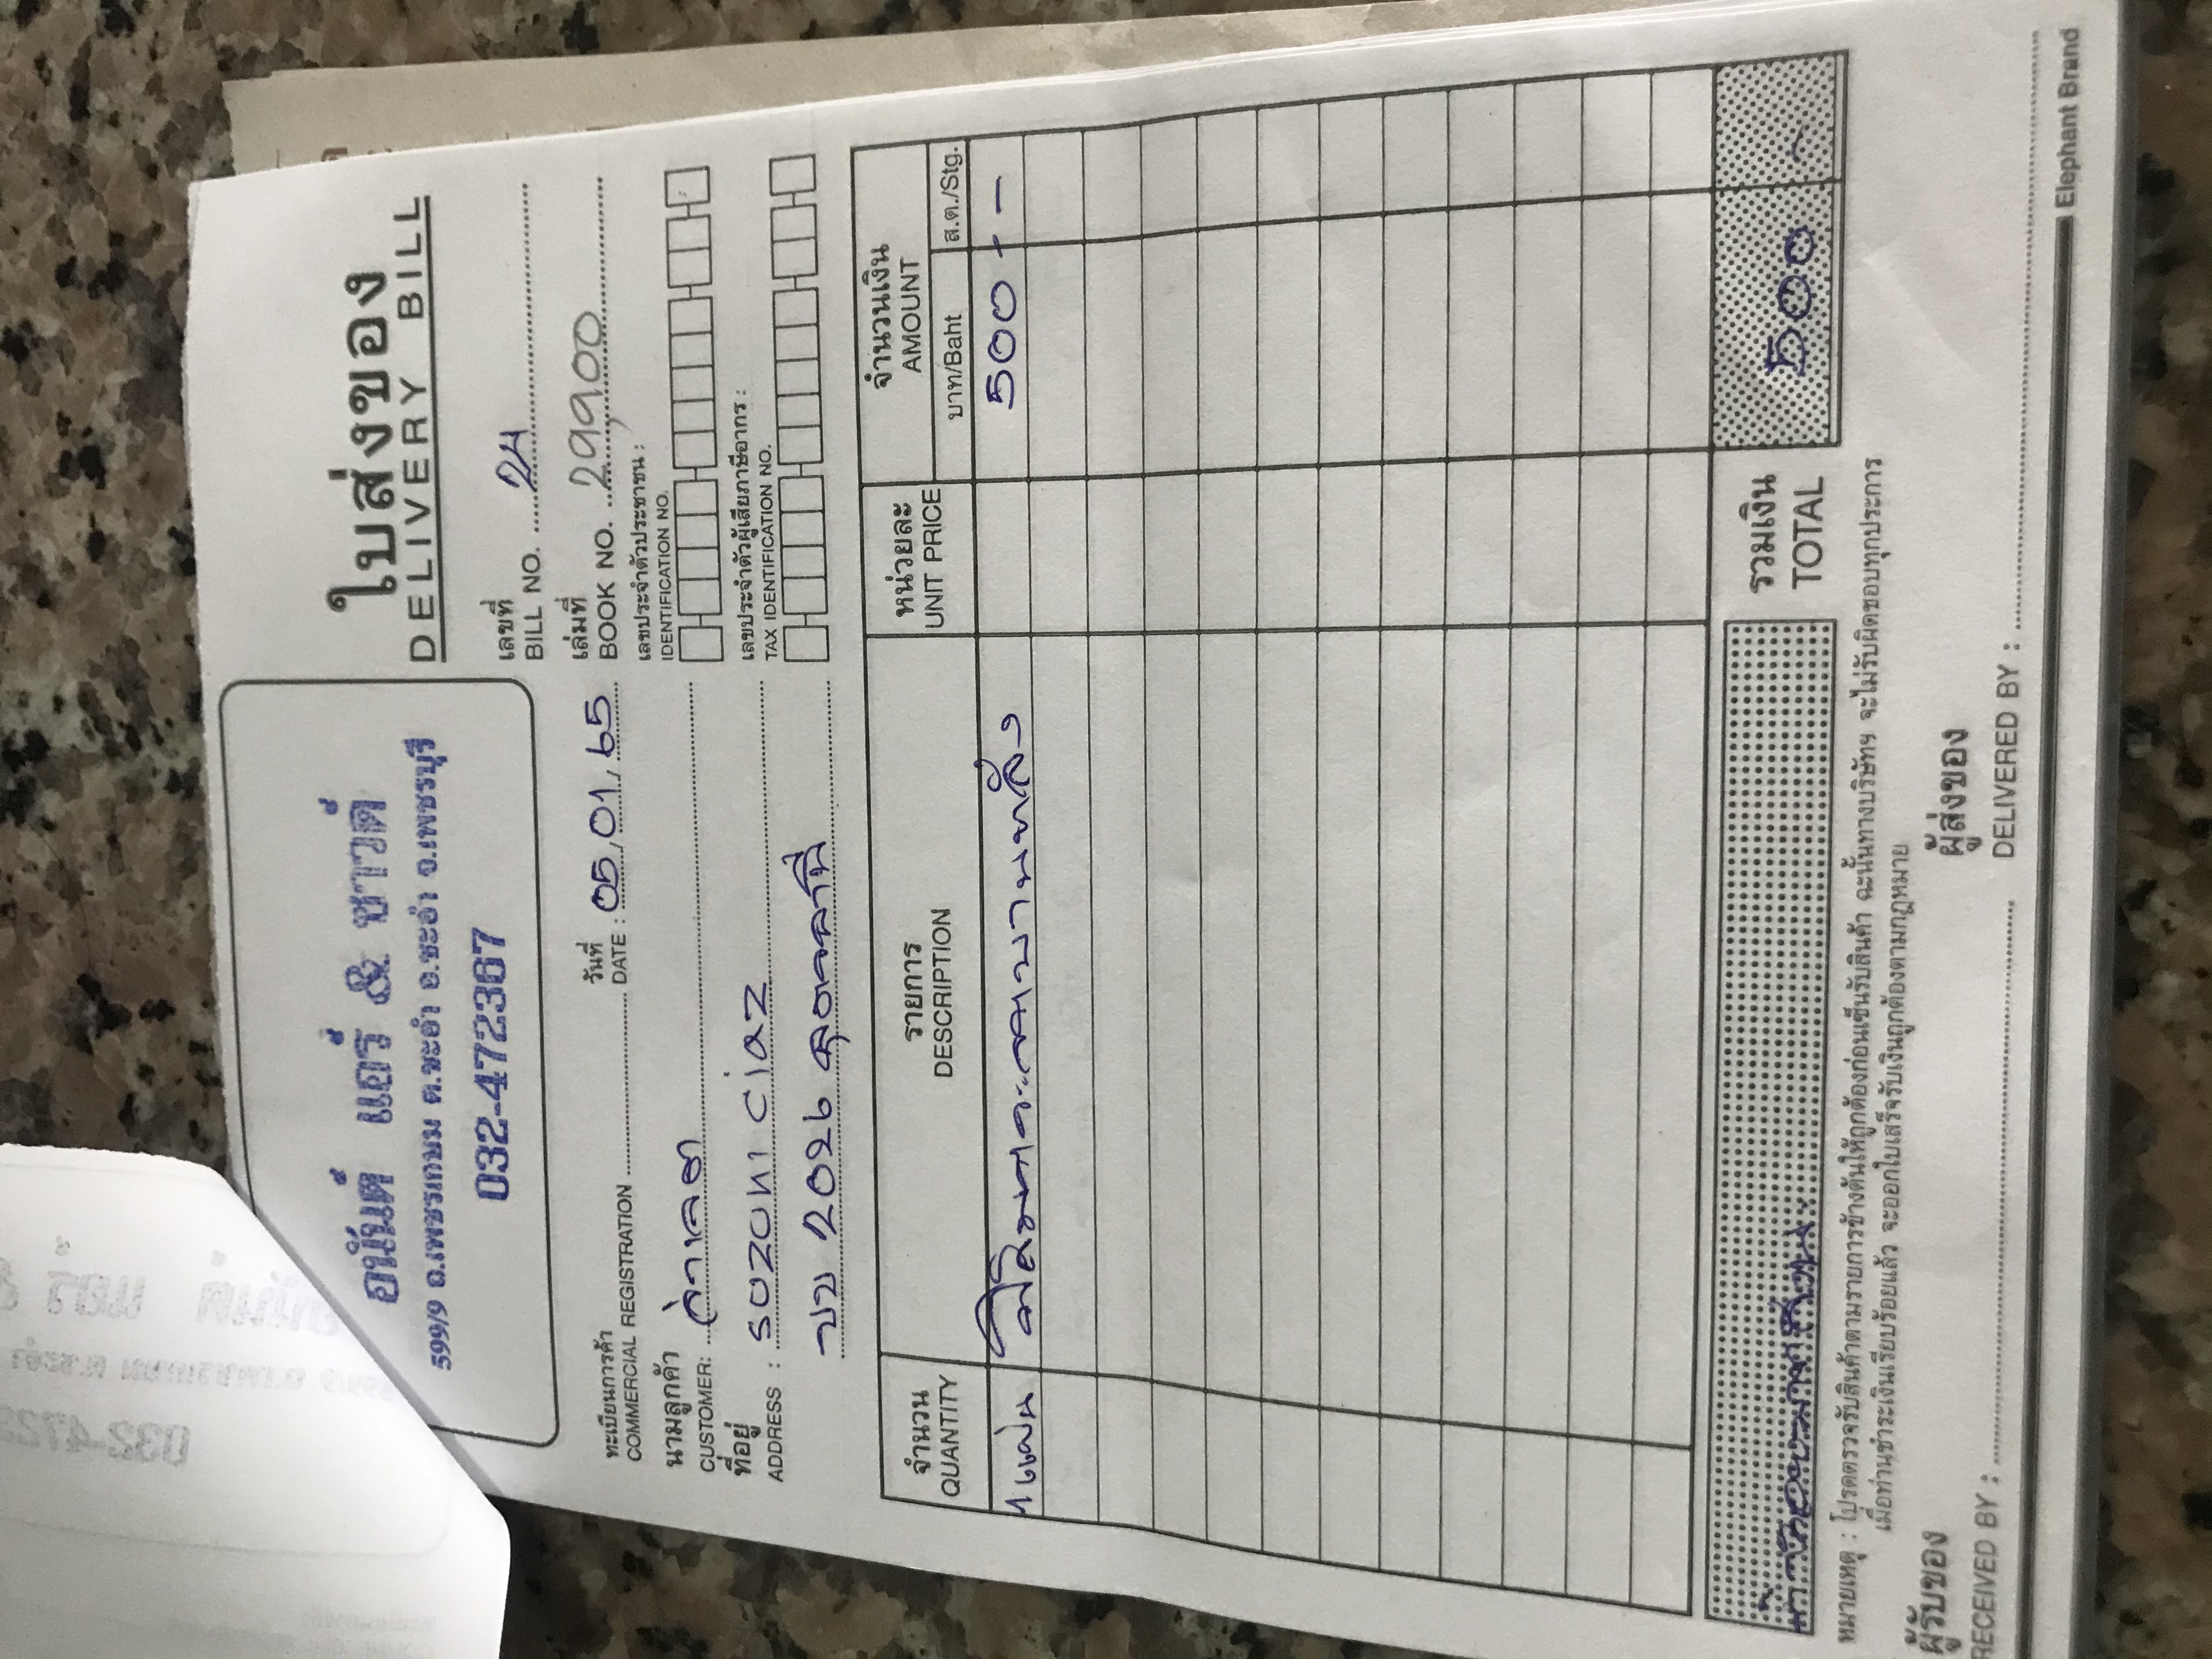 อนันต์ แอร์ & ซาวด์
599/9 ถ.เพชรเกษม ต.ชะอำ อ.ชะอำ จ.เพชรบุรี
032-472367
ใบส่งของ
DELIVERY BILL
เลขที่
BILL NO. 24
ทะเบียนการค้า
COMMERCIAL REGISTRATION
วันที่
DATE : 05, 01, 65
เล่มที่
BOOK NO. 29900
นามลูกค้า
CUSTOMER:
เลขประจำตัวประชาชน :
IDENTIFICATION NO.
ที่อยู่
ADDRESS : SUZUKI ciaz
เลขประจำตัวผู้เสียภาษีอากร :
TAX IDENTIFICATION NO.
ขข 2026
จำนวน รายการ หน่วยละ จำนวนเงิน
QUANTITY DESCRIPTION UNIT PRICE AMOUNT
บาท/Baht ส.ต./Stg.
1 แผ่น 500 -
รวมเงิน
TOTAL 500 -
หมายเหตุ : โปรดตรวจรับสินค้าตามรายการข้างต้นให้ถูกต้องก่อนเซ็นรับสินค้า ฉะนั้นทางบริษัทฯ จะไม่รับผิดชอบทุกประการ
เมื่อท่านชำระเงินเรียบร้อยแล้ว จะออกใบเสร็จรับเงินถูกต้องตามกฎหมาย
ผู้รับของ ผู้ส่งของ
RECEIVED BY : DELIVERED BY :
Elephant Brand